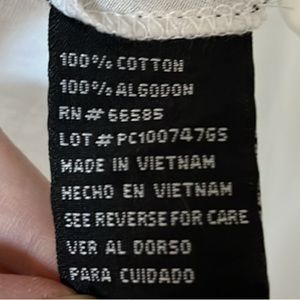 100% COTTON
100% ALGODON
RN# 66585
LOT# PC100747GS
MADE IN VIETNAM
HECHO EN VIETNAM
SEE REVERSE FOR CARE
VER AL DORSO
PARA CUIDADO